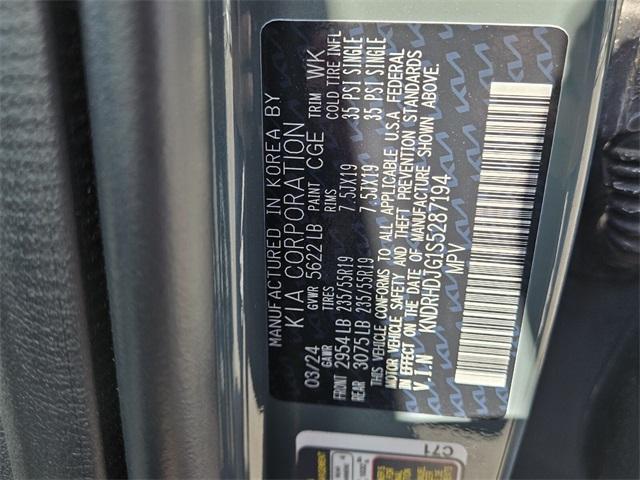 MANUFACTURED IN KOREA BY
KIA CORPORATION
03/24 GVWR 5622 LB PAINT CGE TRIM WK
GAWR TIRES RIMS COLD TIRE INFL
FRONT 2954 LB 235/55R19 7.5JX19 35 PSI SINGLE
REAR 3075 LB 235/55R19 7.5JX19 35 PSI SINGLE
THIS VEHICLE CONFORMS TO ALL APPLICABLE U.S.A FEDERAL
MOTOR VEHICLE SAFETY AND THEFT PREVENTION STANDARDS
IN EFFECT ON THE DATE OF MANUFACTURE SHOWN ABOVE.
V.I.N KNDRHDJG1S5287194
MPV
C71